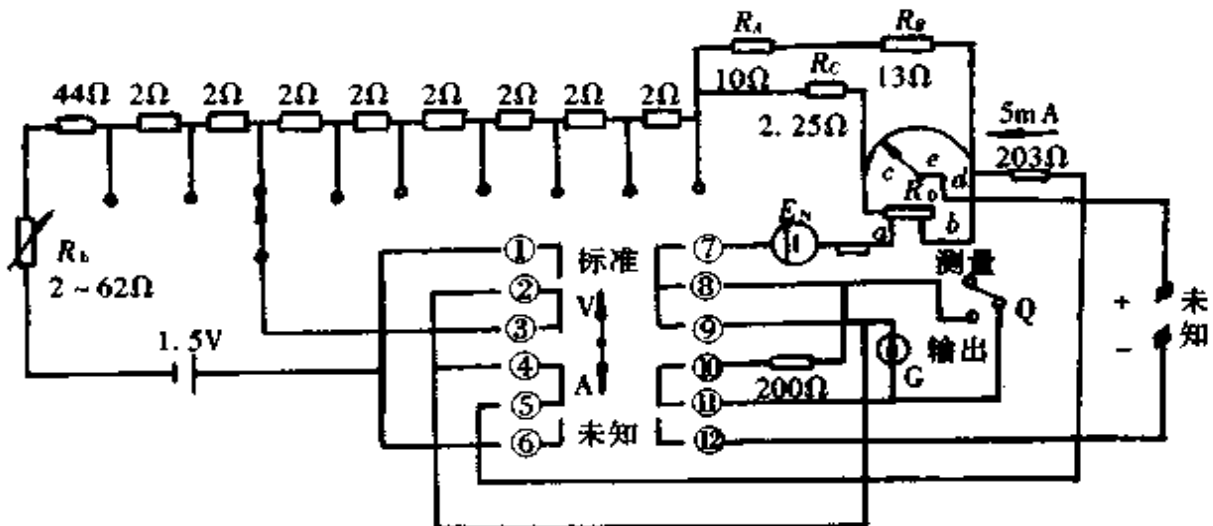 R_A R_B
10Ω 13Ω
R_C
2.25Ω
44Ω 2Ω 2Ω 2Ω 2Ω 2Ω 2Ω 2Ω 2Ω
5mA
203Ω
c e d
R_D
a b
E_N
R_b
2~62Ω
1.5V
① 标准 ⑦
② V ⑧
③ ⑨
④ A ⑩
⑤ ⑪
⑥ 未知 ⑫
200Ω
G
测量
Q
输出
+ 未
− 知